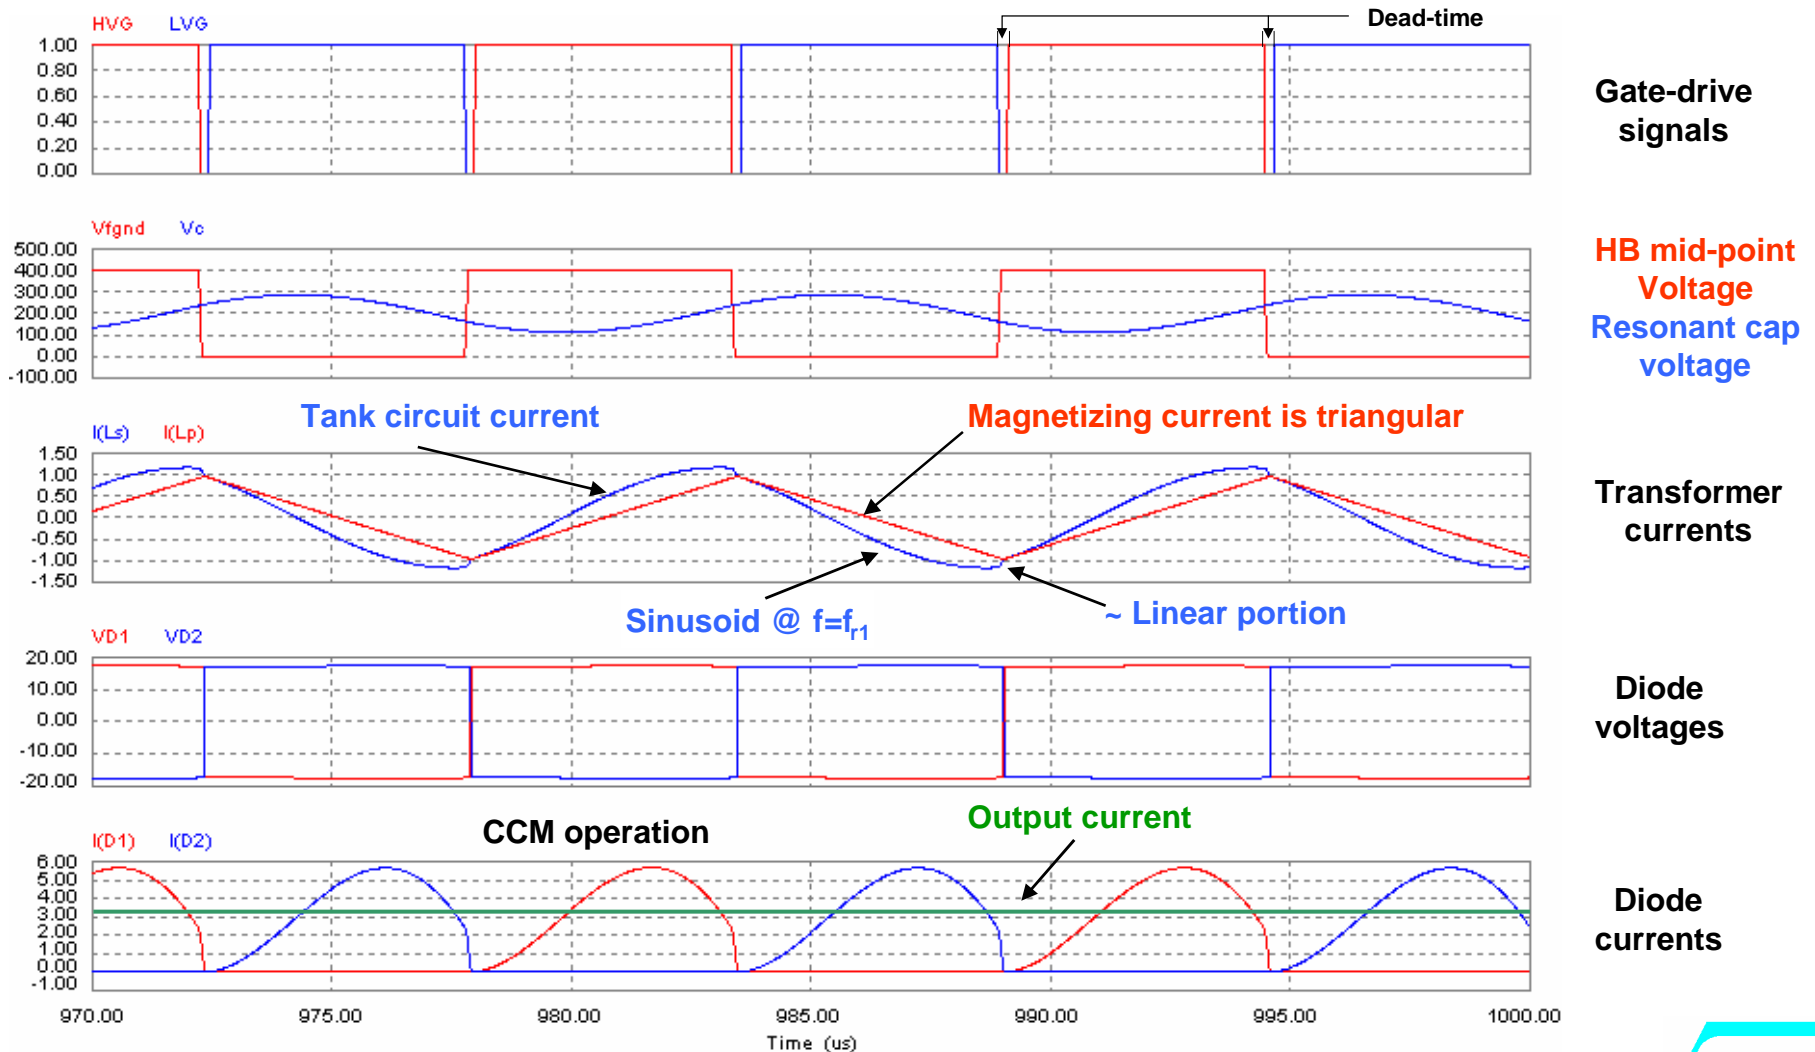 HVG LVG
Dead-time
1.00
0.80
0.60
0.40
0.20
0.00
Gate-drive
signals
Vfgnd Vc
500.00
400.00
300.00
200.00
100.00
0.00
-100.00
HB mid-point
Voltage
Resonant cap
voltage
Tank circuit current
Magnetizing current is triangular
I(Ls) I(Lp)
1.50
1.00
0.50
0.00
-0.50
-1.00
-1.50
Transformer
currents
Sinusoid @ f=fr1
~ Linear portion
VD1 VD2
20.00
10.00
0.00
-10.00
-20.00
Diode
voltages
CCM operation
Output current
I(D1) I(D2)
6.00
5.00
4.00
3.00
2.00
1.00
0.00
-1.00
Diode
currents
970.00 975.00 980.00 985.00 990.00 995.00 1000.00
Time (us)